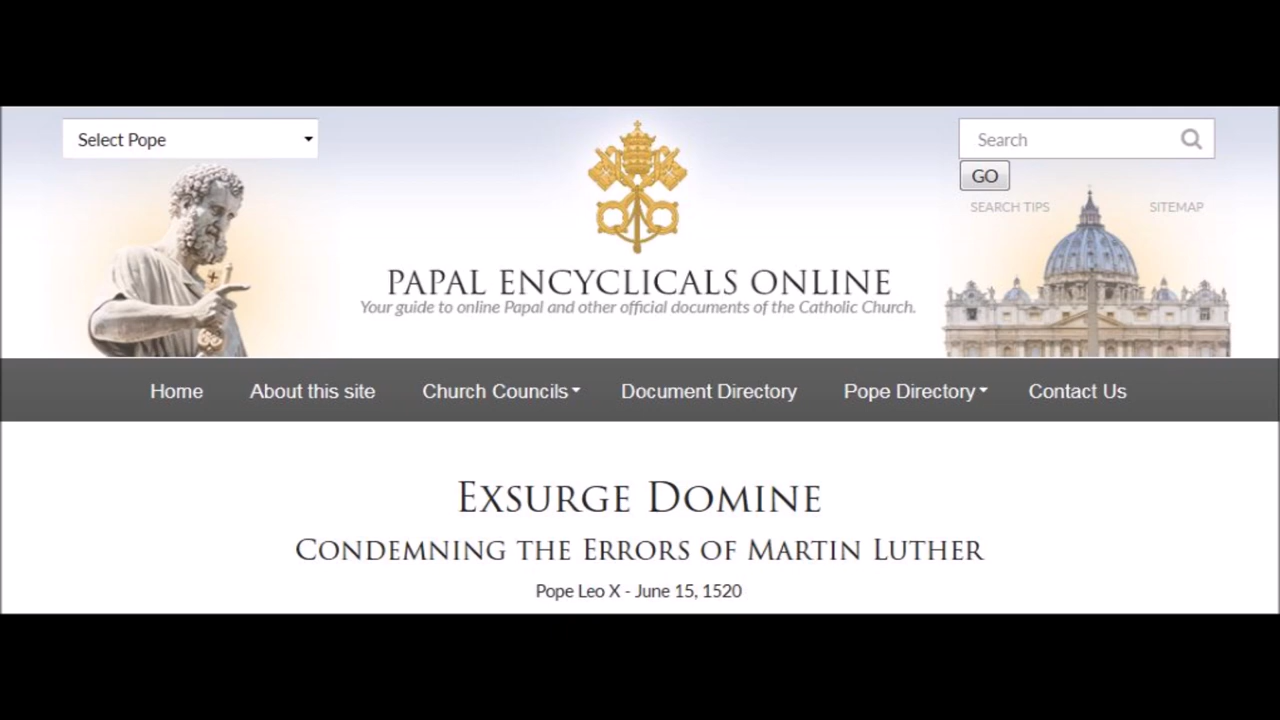 Select Pope
Search
GO
SEARCH TIPS
SITEMAP
PAPAL ENCYCLICALS ONLINE
Your guide to online Papal and other official documents of the Catholic Church.
Home About this site Church Councils Document Directory Pope Directory Contact Us
EXSURGE DOMINE
CONDEMNING THE ERRORS OF MARTIN LUTHER
Pope Leo X - June 15, 1520